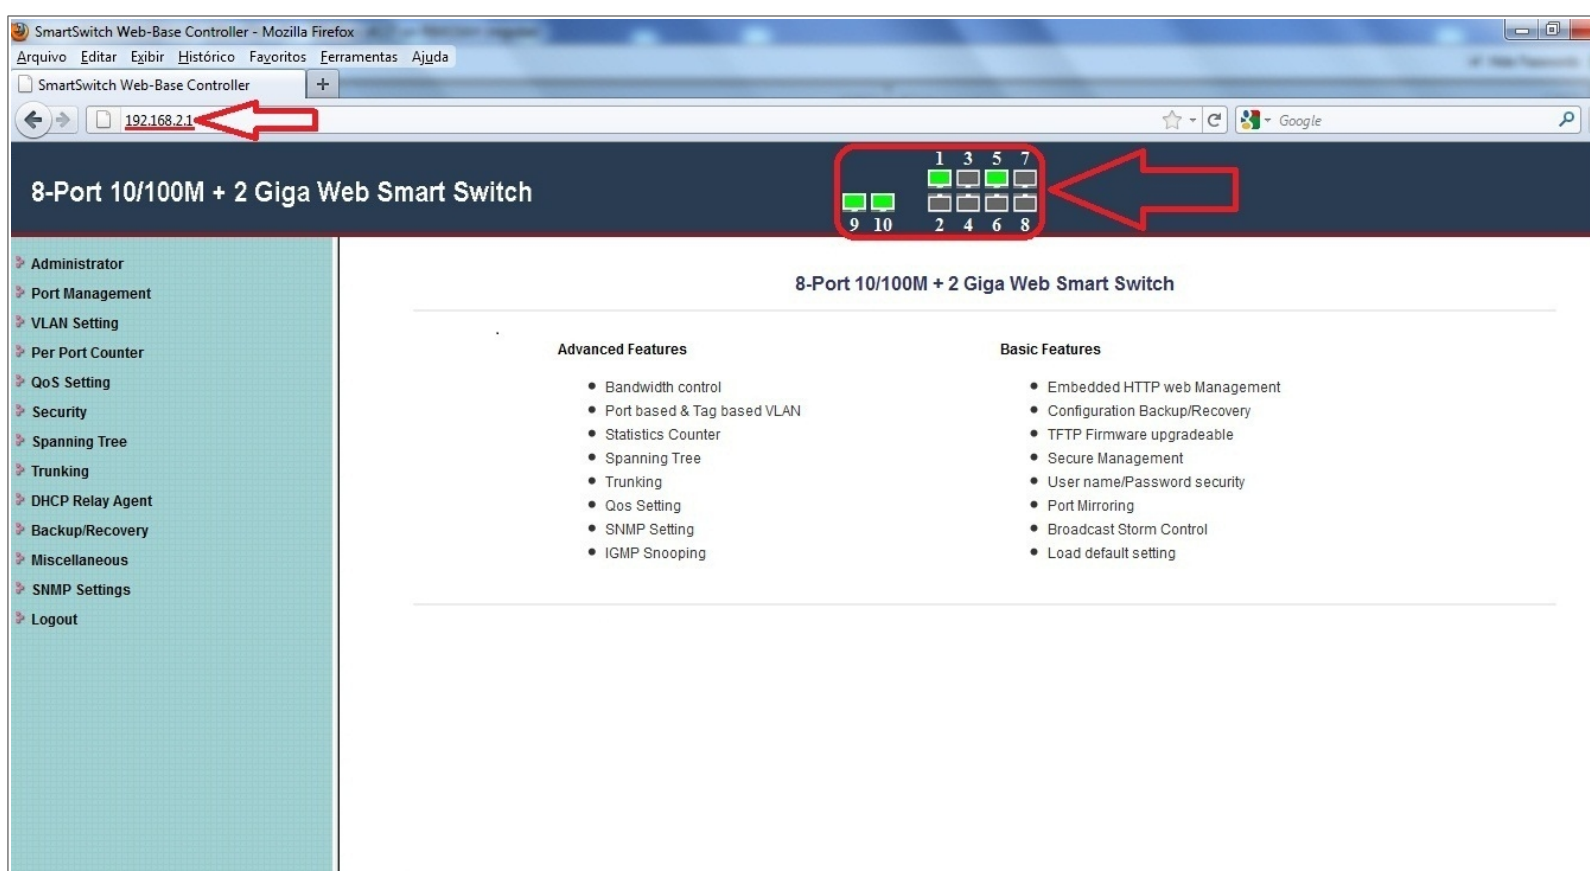 SmartSwitch Web-Base Controller - Mozilla Firefox
Arquivo Editar Exibir Histórico Favoritos Ferramentas Ajuda
SmartSwitch Web-Base Controller +
192.168.2.1 Google
8-Port 10/100M + 2 Giga Web Smart Switch
1 3 5 7
9 10 2 4 6 8
Administrator
Port Management
VLAN Setting
Per Port Counter
QoS Setting
Security
Spanning Tree
Trunking
DHCP Relay Agent
Backup/Recovery
Miscellaneous
SNMP Settings
Logout
8-Port 10/100M + 2 Giga Web Smart Switch
Advanced Features
Bandwidth control
Port based & Tag based VLAN
Statistics Counter
Spanning Tree
Trunking
Qos Setting
SNMP Setting
IGMP Snooping
Basic Features
Embedded HTTP web Management
Configuration Backup/Recovery
TFTP Firmware upgradeable
Secure Management
User name/Password security
Port Mirroring
Broadcast Storm Control
Load default setting